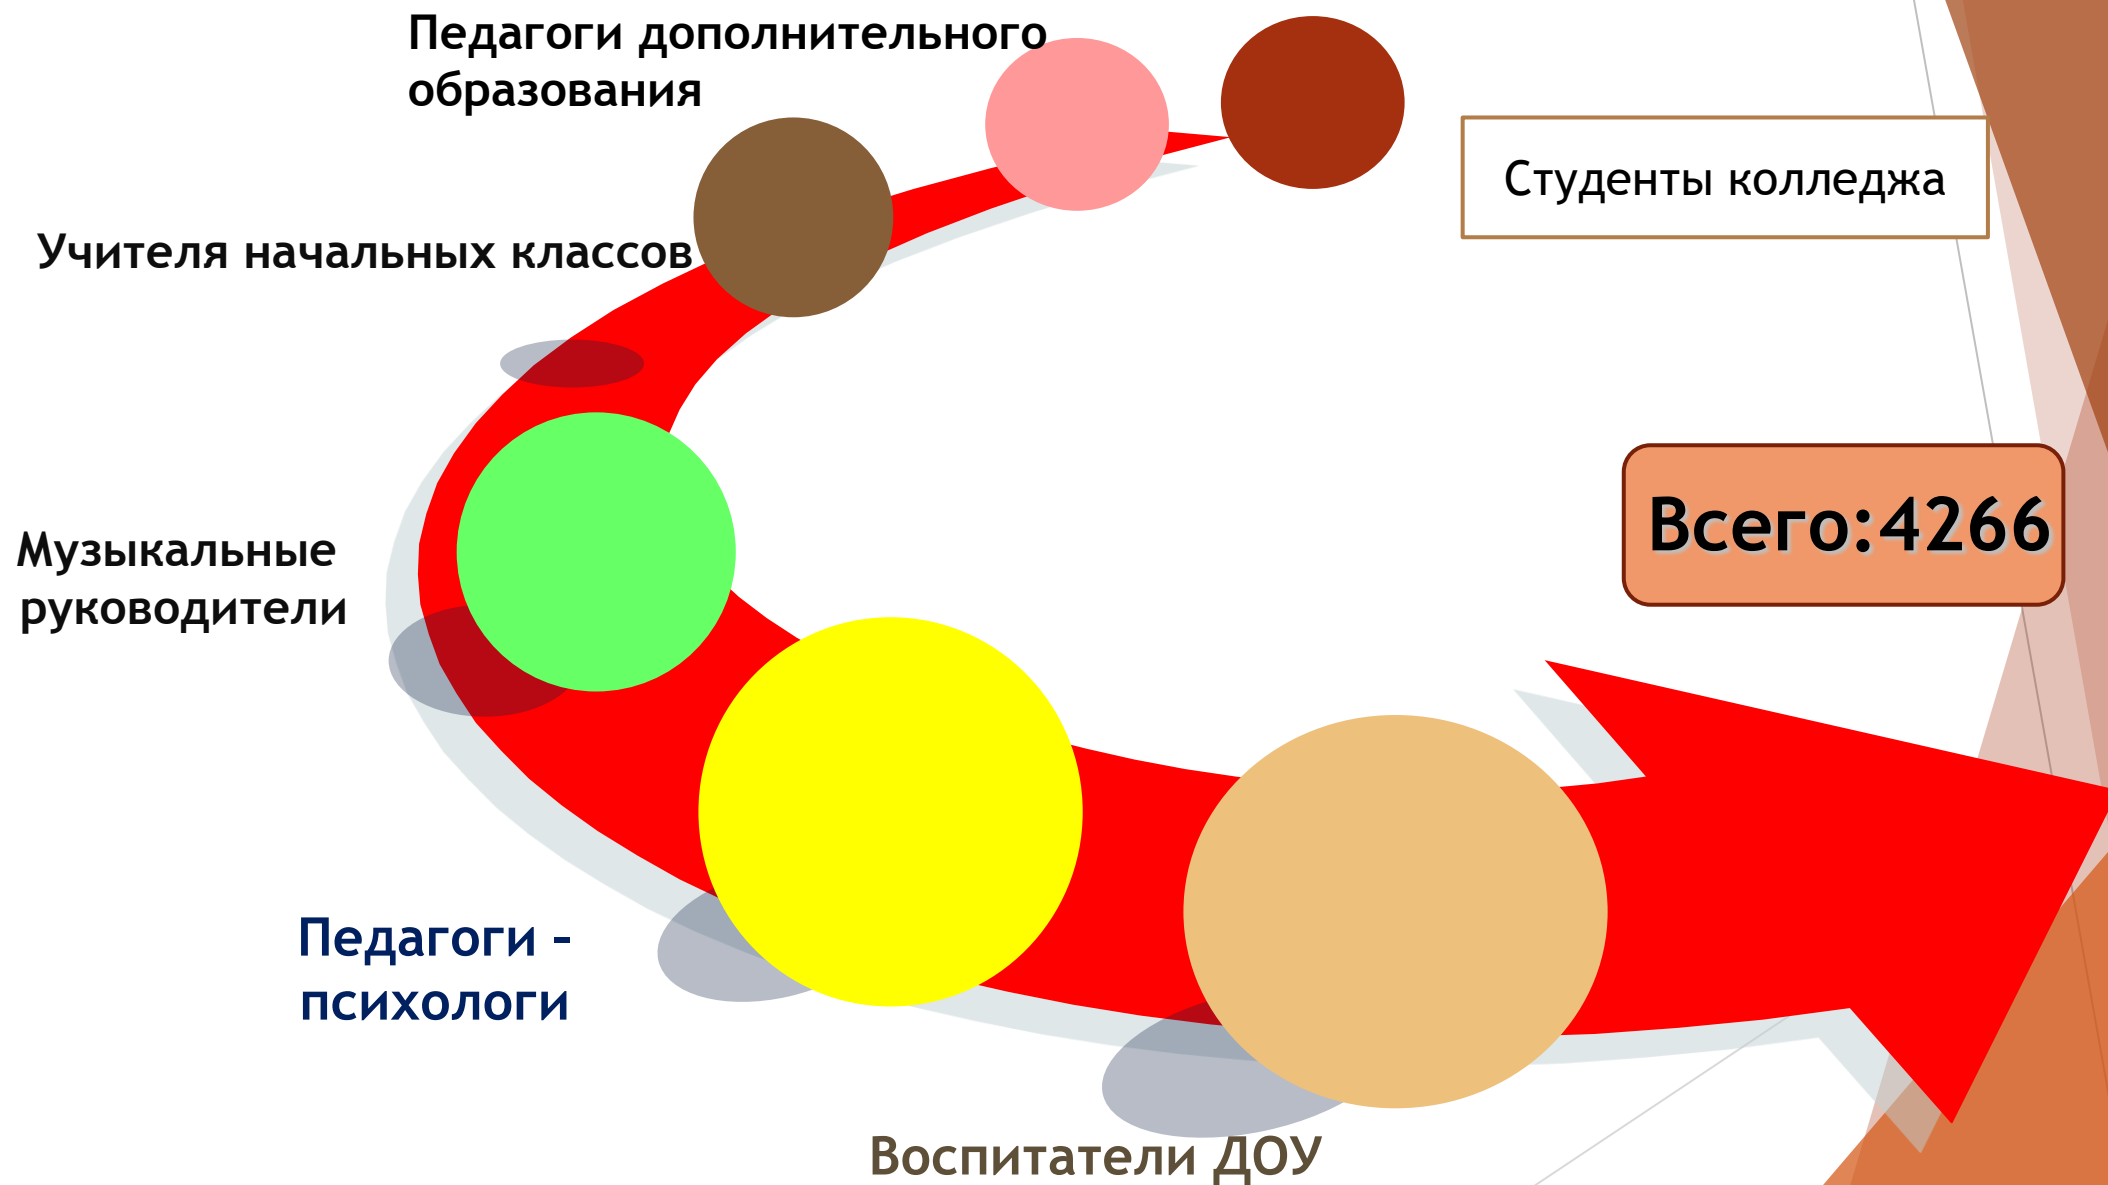 Педагоги дополнительного
образования
Студенты колледжа
Учителя начальных классов
Всего:4266
Музыкальные
руководители
Педагоги –
психологи
Воспитатели ДОУ